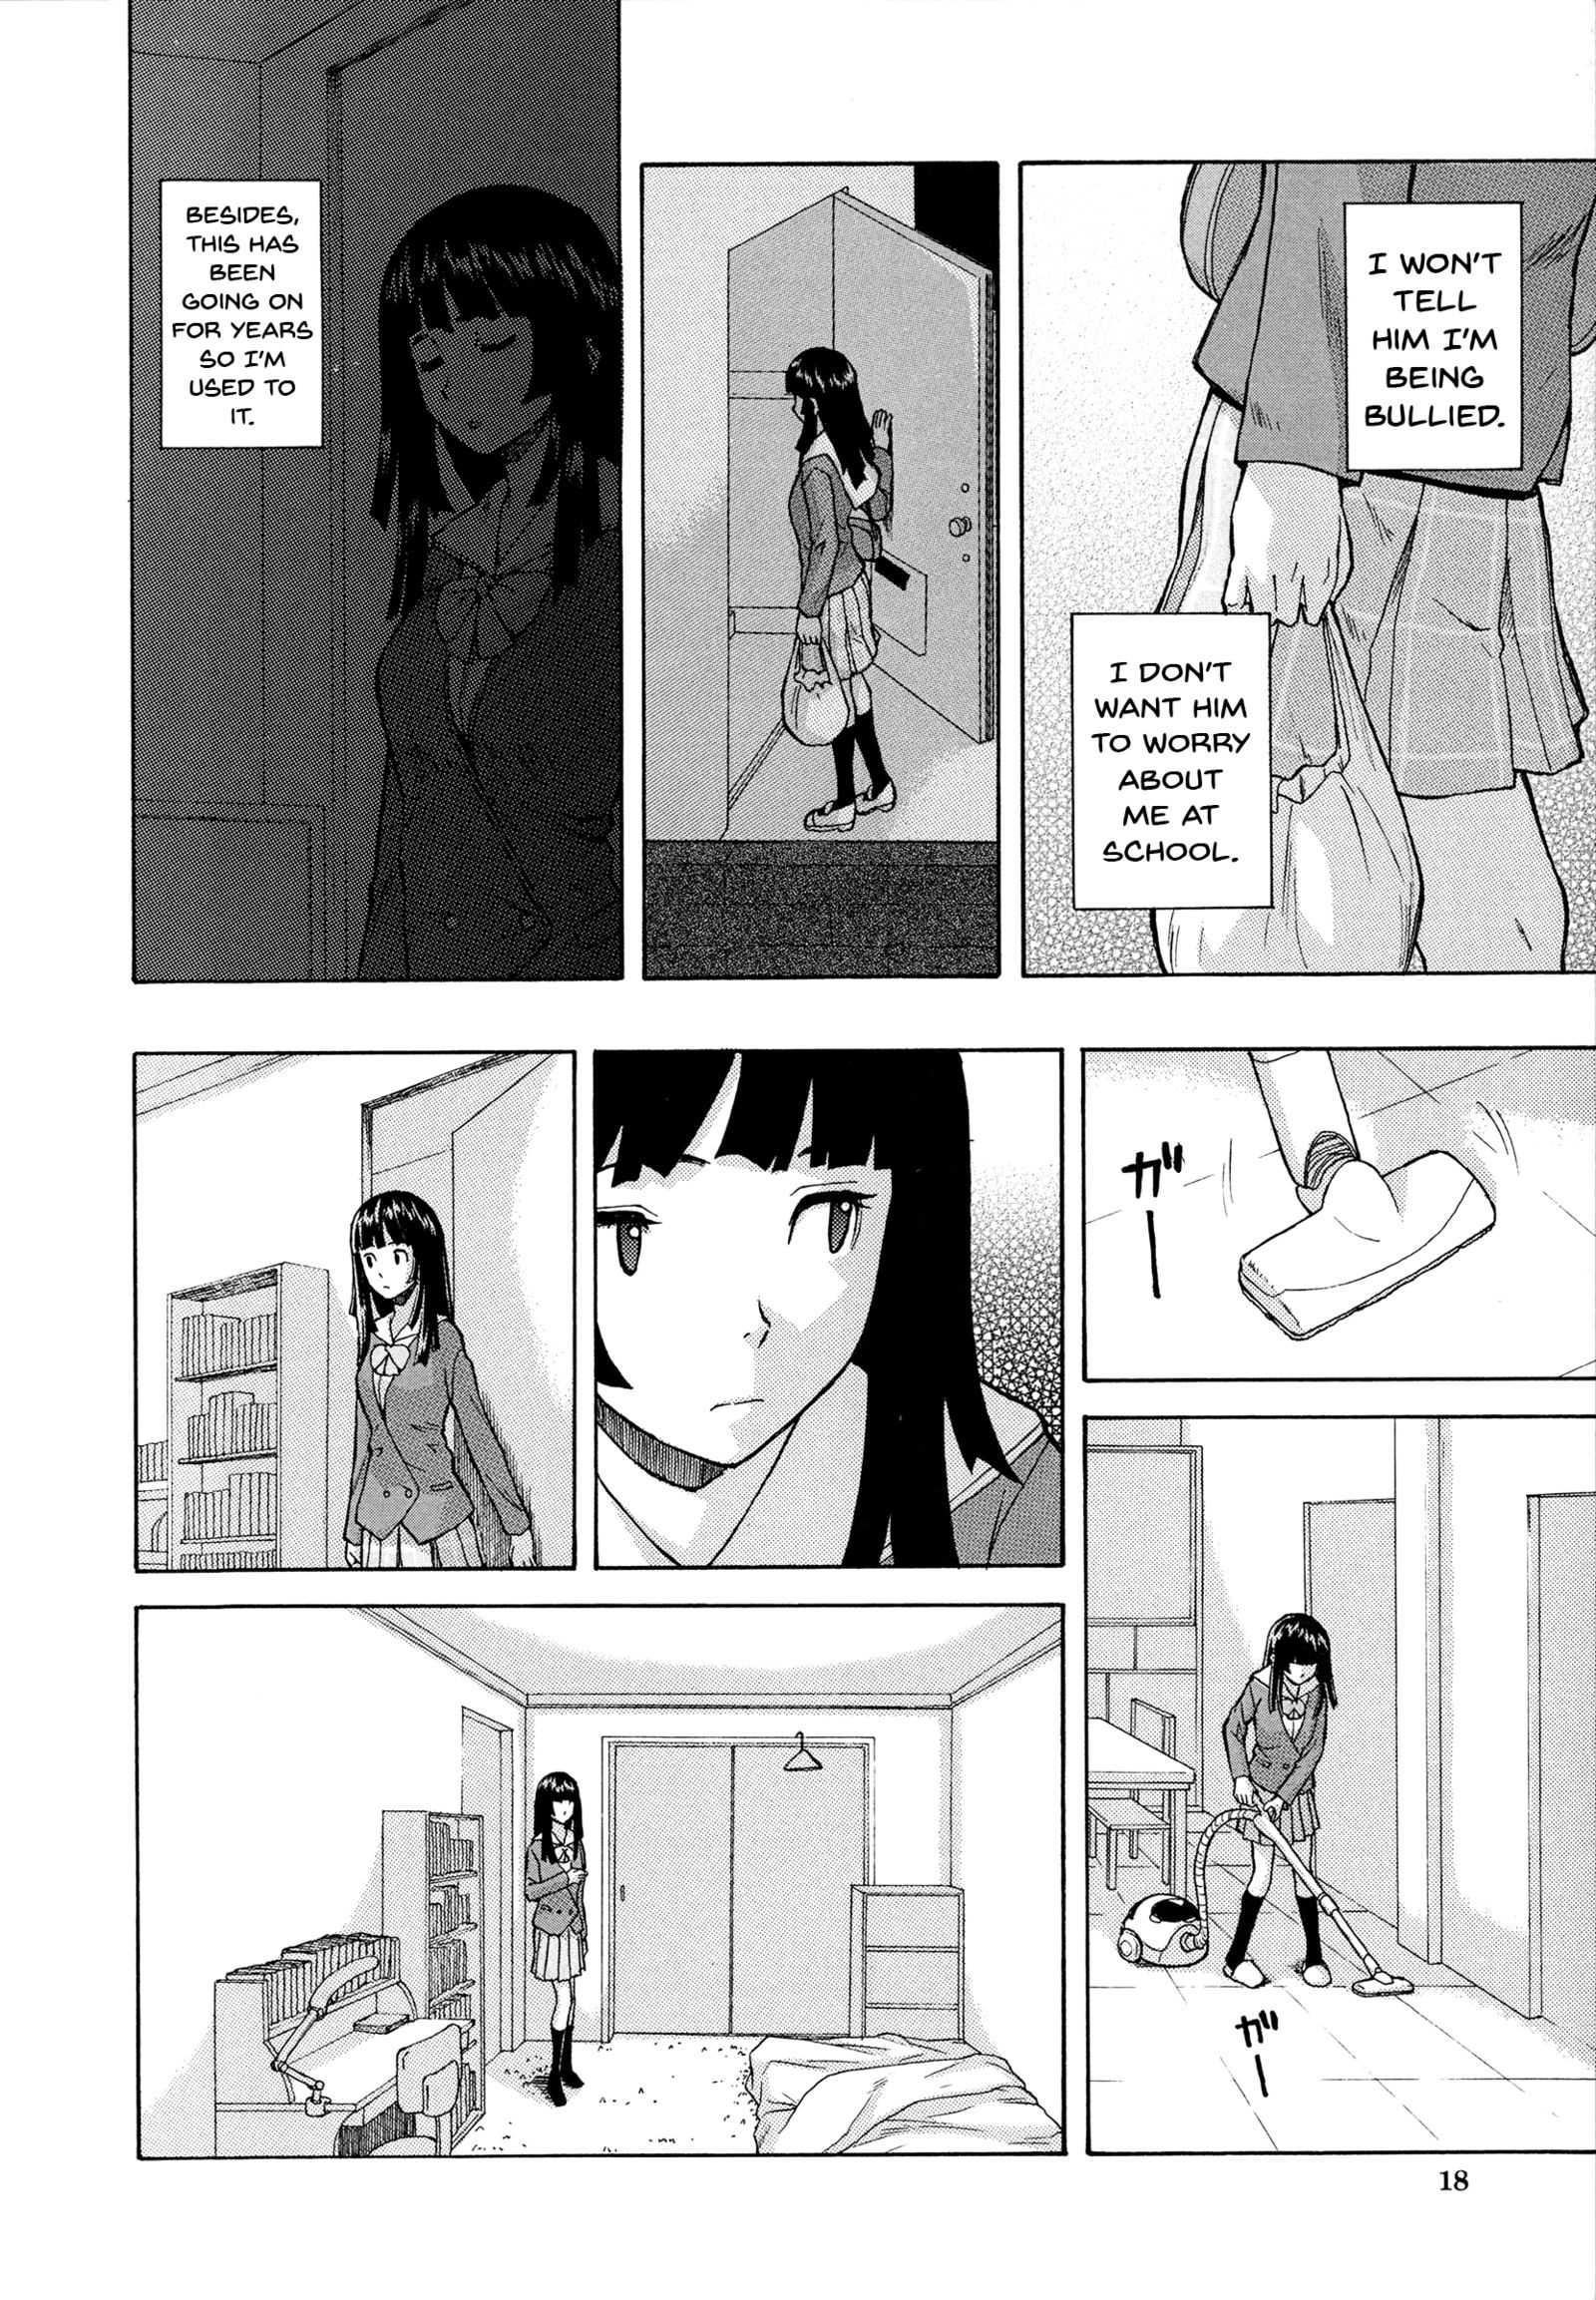 I WON'T
TELL
HIM I'M
BEING
BULLIED.
I DON'T
WANT HIM
TO WORRY
ABOUT
ME AT
SCHOOL.
BESIDES,
THIS HAS
BEEN
GOING ON
FOR YEARS
SO I'M
USED TO
IT.
ガー
ガー
18